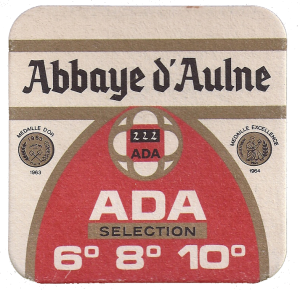 Abbaye d'Aulne
MEDAILLE D'OR
1963
222
ADA
MEDAILLE EXCELLENCE
1964
ADA
SELECTION
6° 8° 10°